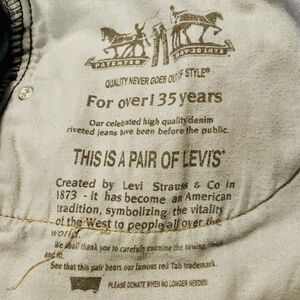 PATENTED MAY 20 1873
QUALITY NEVER GOES OUT OF STYLE®
For over 135 years
Our celebrated high quality denim
riveted jeans have been before the public.
THIS IS A PAIR OF LEVI'S®
Created by Levi Strauss & Co in
1873 - it has become an American
tradition, symbolizing the vitality
of the West to people all over the
world.
We shall thank you to carefully examine the sewing, finish
and fit.
See that this pair bears our famous red Tab trademark.
PLEASE DONATE WHEN NO LONGER NEEDED